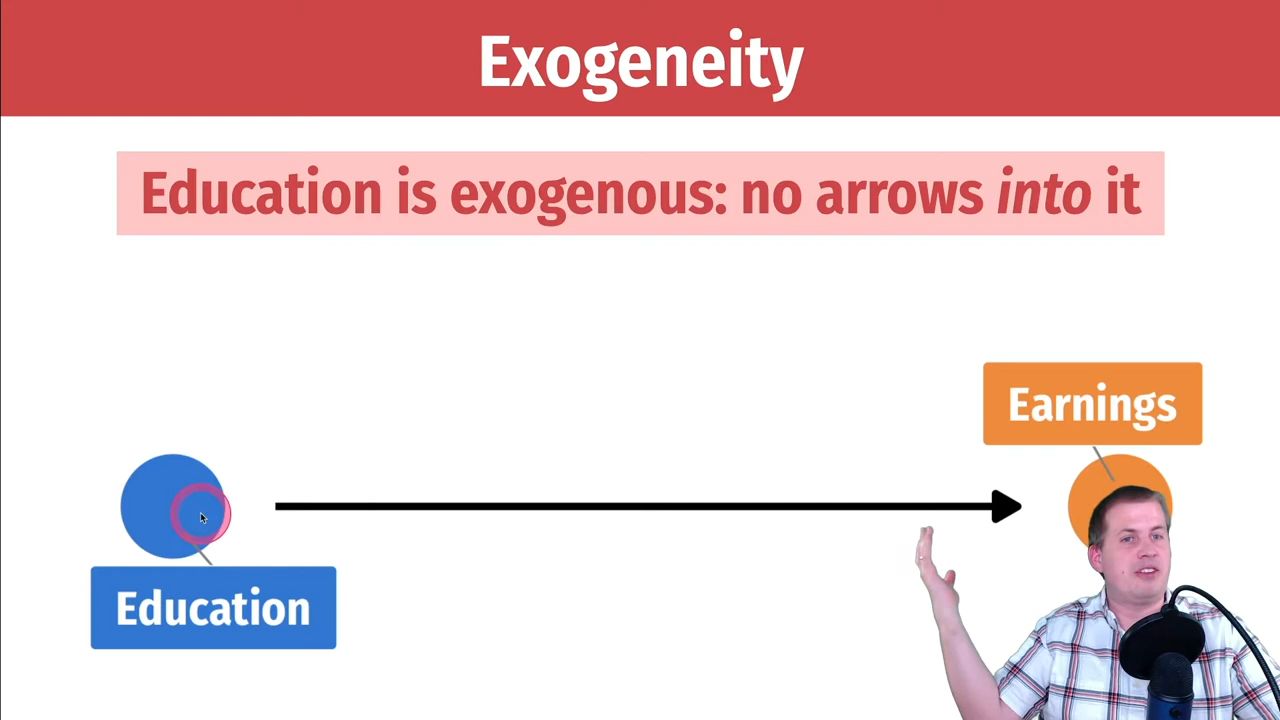 Exogeneity
Education is exogenous: no arrows into it
Earnings
Education